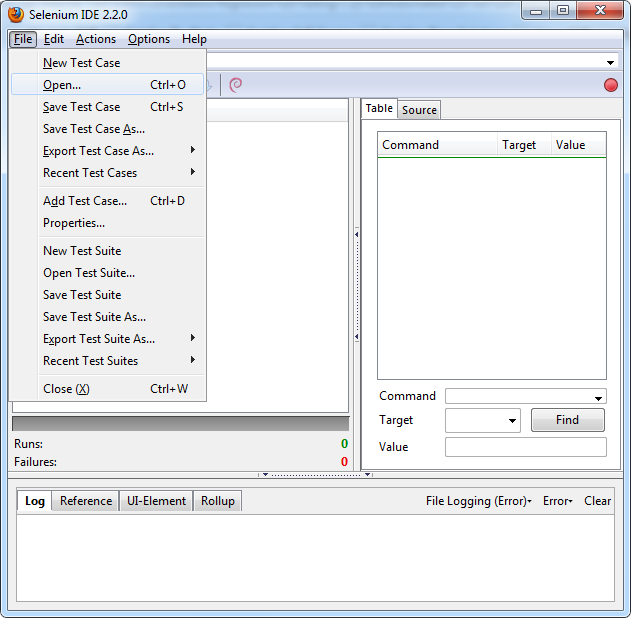 Selenium IDE 2.2.0
File Edit Actions Options Help
New Test Case
Open... Ctrl+O
Save Test Case Ctrl+S
Save Test Case As...
Export Test Case As...
Recent Test Cases
Add Test Case... Ctrl+D
Properties...
New Test Suite
Open Test Suite...
Save Test Suite
Save Test Suite As...
Export Test Suite As...
Recent Test Suites
Close (X) Ctrl+W
Table Source
Command Target Value
Command
Target Find
Value
Runs: 0
Failures: 0
Log Reference UI-Element Rollup File Logging (Error) Error Clear